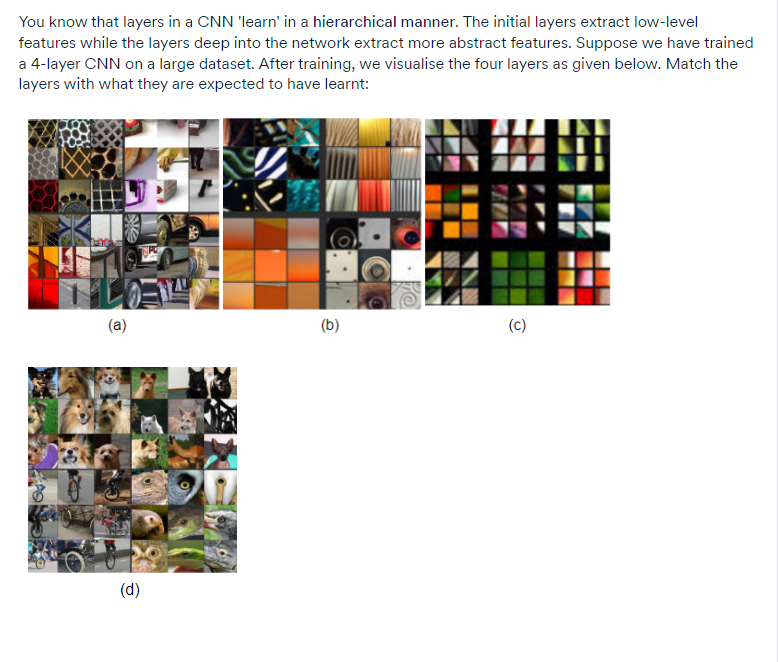 You know that layers in a CNN 'learn' in a hierarchical manner. The initial layers extract low-level
features while the layers deep into the network extract more abstract features. Suppose we have trained
a 4-layer CNN on a large dataset. After training, we visualise the four layers as given below. Match the
layers with what they are expected to have learnt:
(a)
(b)
(c)
(d)